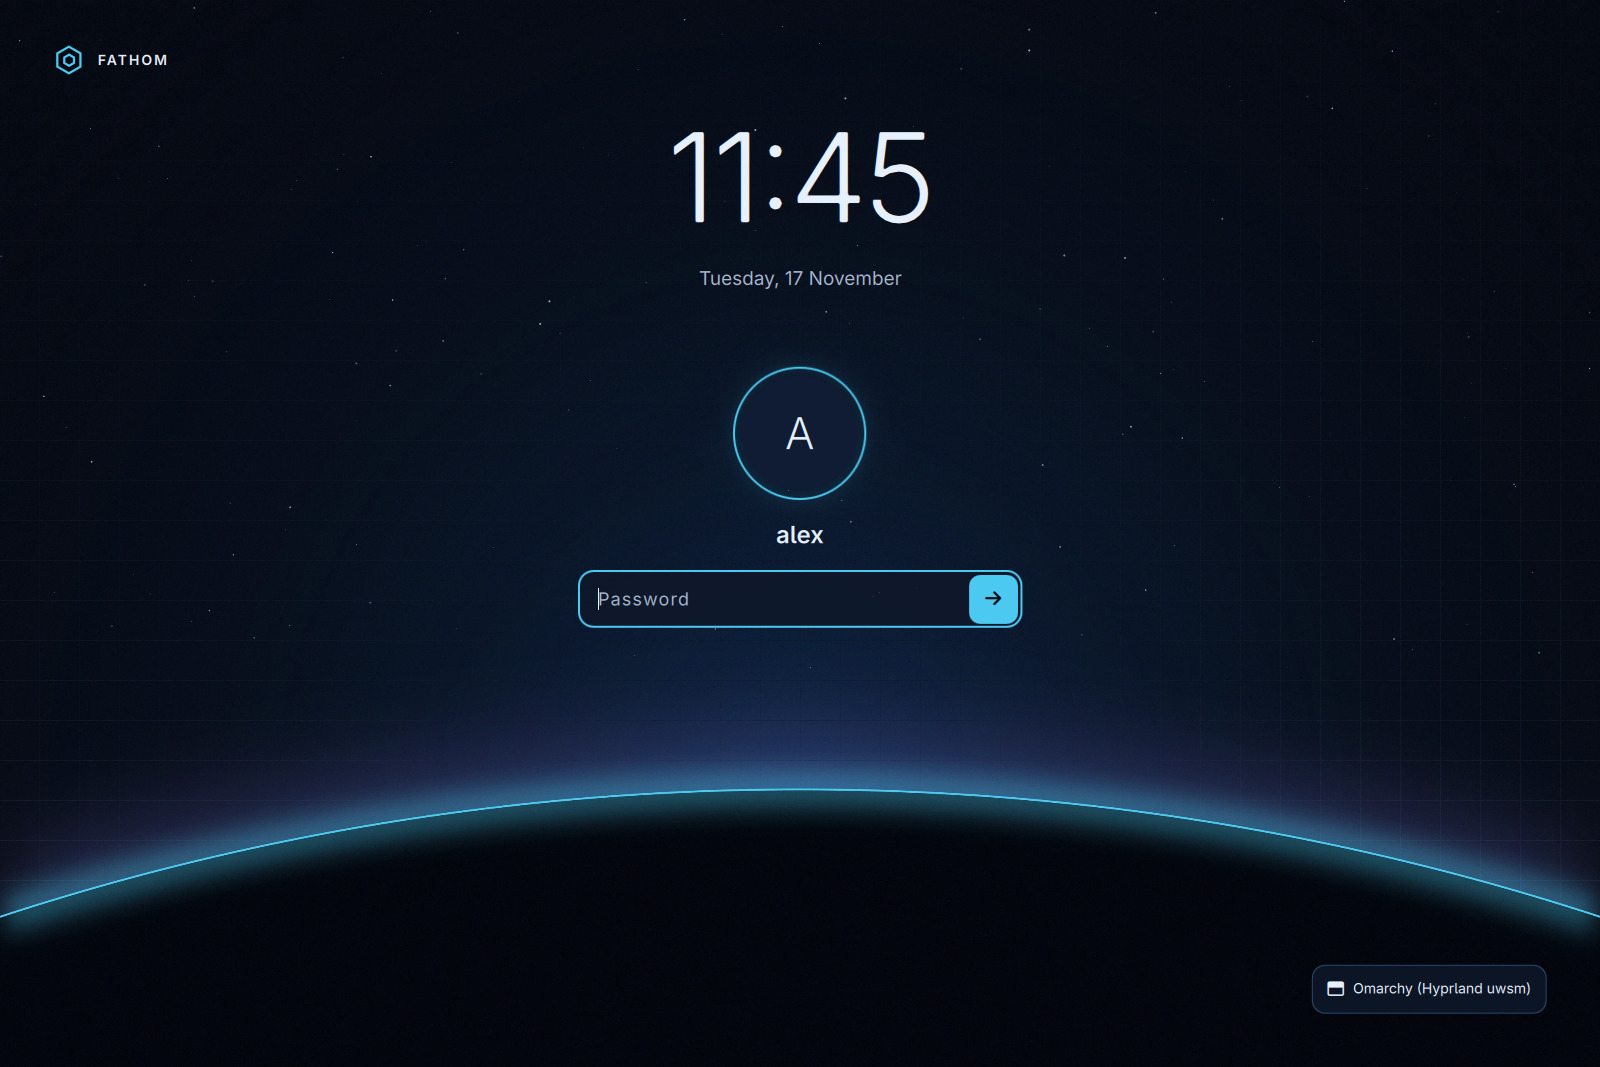 FATHOM
11:45
Tuesday, 17 November
A
alex
Password
Omarchy (Hyprland uwsm)